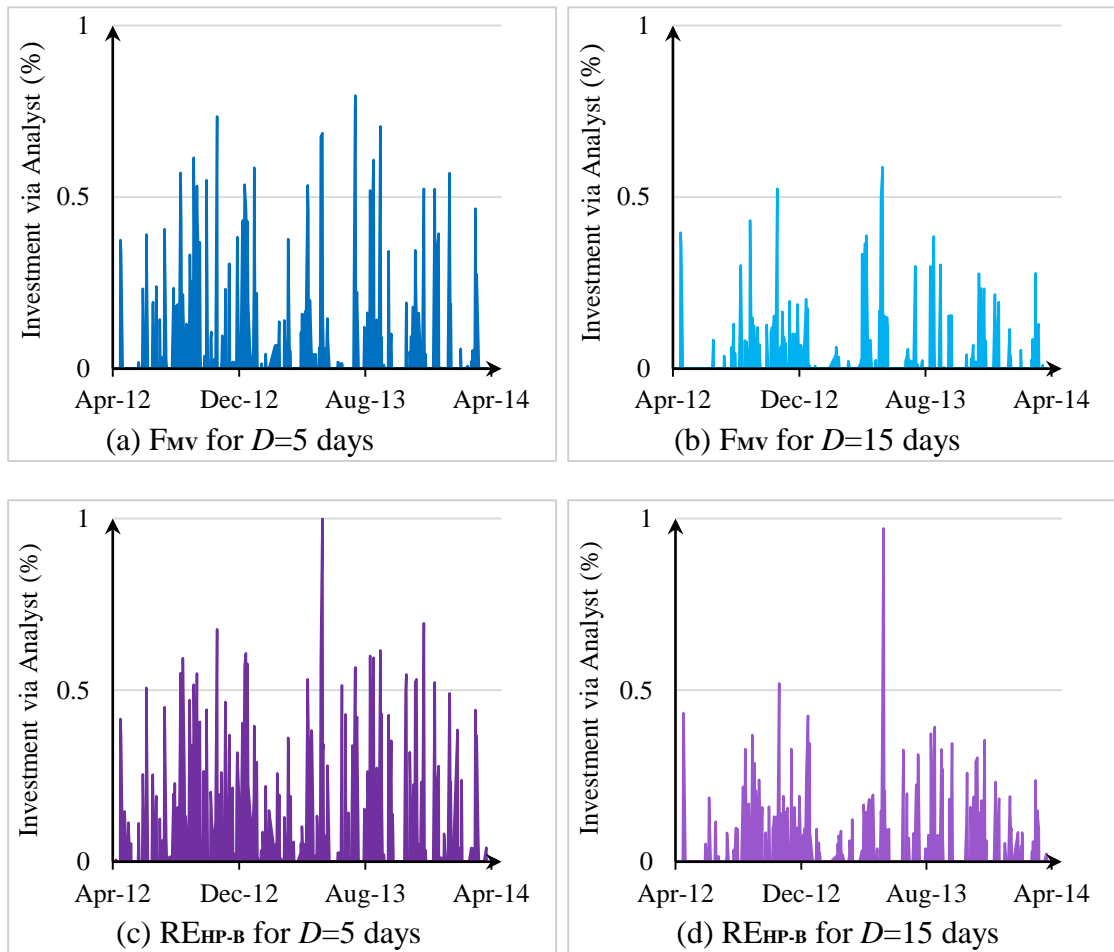 Investment via Analyst (%)
1
0.5
0
Apr-12 Dec-12 Aug-13 Apr-14
(a) FMV for D=5 days
Investment via Analyst (%)
1
0.5
0
Apr-12 Dec-12 Aug-13 Apr-14
(b) FMV for D=15 days
Investment via Analyst (%)
1
0.5
0
Apr-12 Dec-12 Aug-13 Apr-14
(c) REHP-B for D=5 days
Investment via Analyst (%)
1
0.5
0
Apr-12 Dec-12 Aug-13 Apr-14
(d) REHP-B for D=15 days